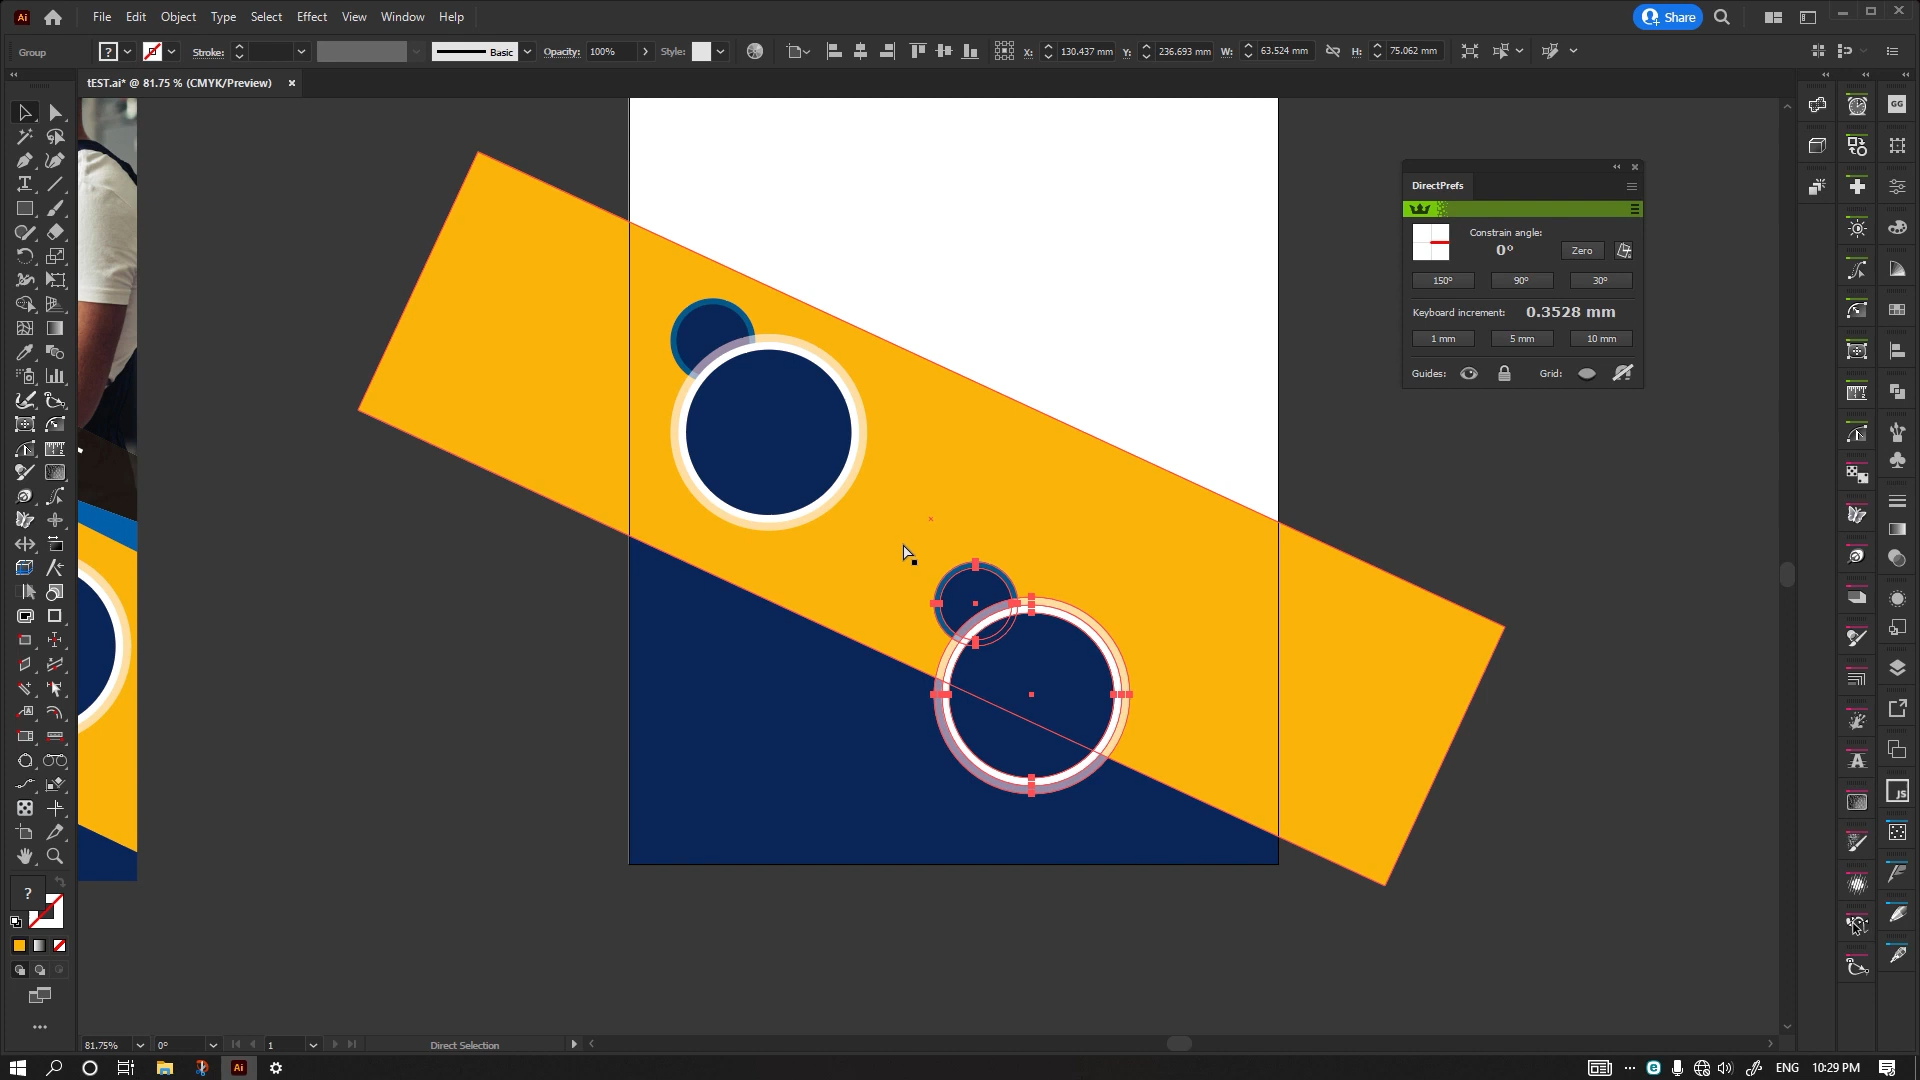 Ai File Edit Object Type Select Effect View Window Help Share
Group ? Stroke: Basic Opacity: 100% Style: X: 130.437 mm Y: 236.693 mm W: 63.524 mm H: 75.062 mm
tEST.ai* @ 81.75 % (CMYK/Preview)
GG
DirectPrefs
Constrain angle:
0° Zero
150° 90° 30°
Keyboard increment: 0.3528 mm
1 mm 5 mm 10 mm
Guides: Grid:
JS
?
81.75% 0° 1 Direct Selection
Ai ENG 10:29 PM